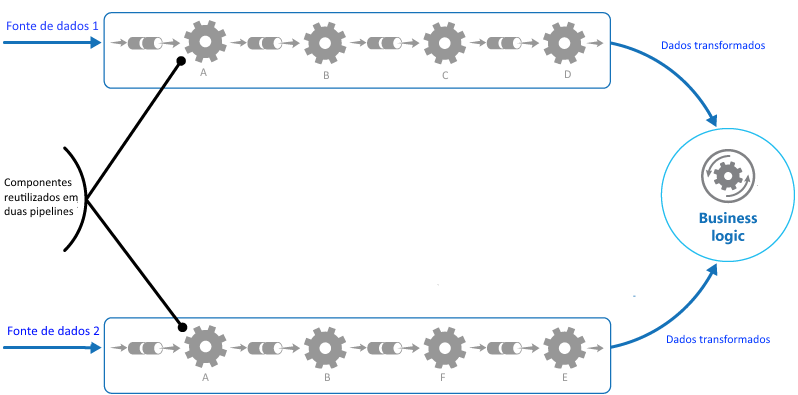 Fonte de dados 1
A
B
C
D
Dados transformados
Componentes
reutilizados em
duas pipelines
Business
logic
Fonte de dados 2
A
B
F
E
Dados transformados